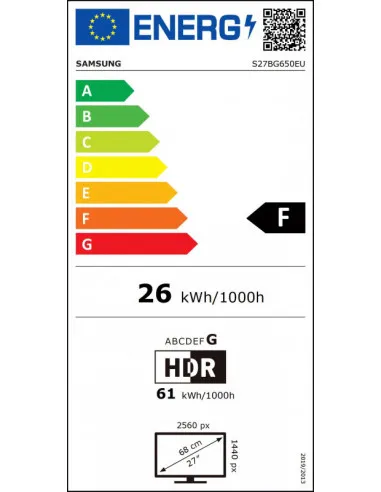 ENERG
SAMSUNG S27BG650EU
A
B
C
D
E
F
G
F
26 kWh/1000h
ABCDEFG
HDR
61 kWh/1000h
2560 px
68 cm
27"
1440 px
2019/2013